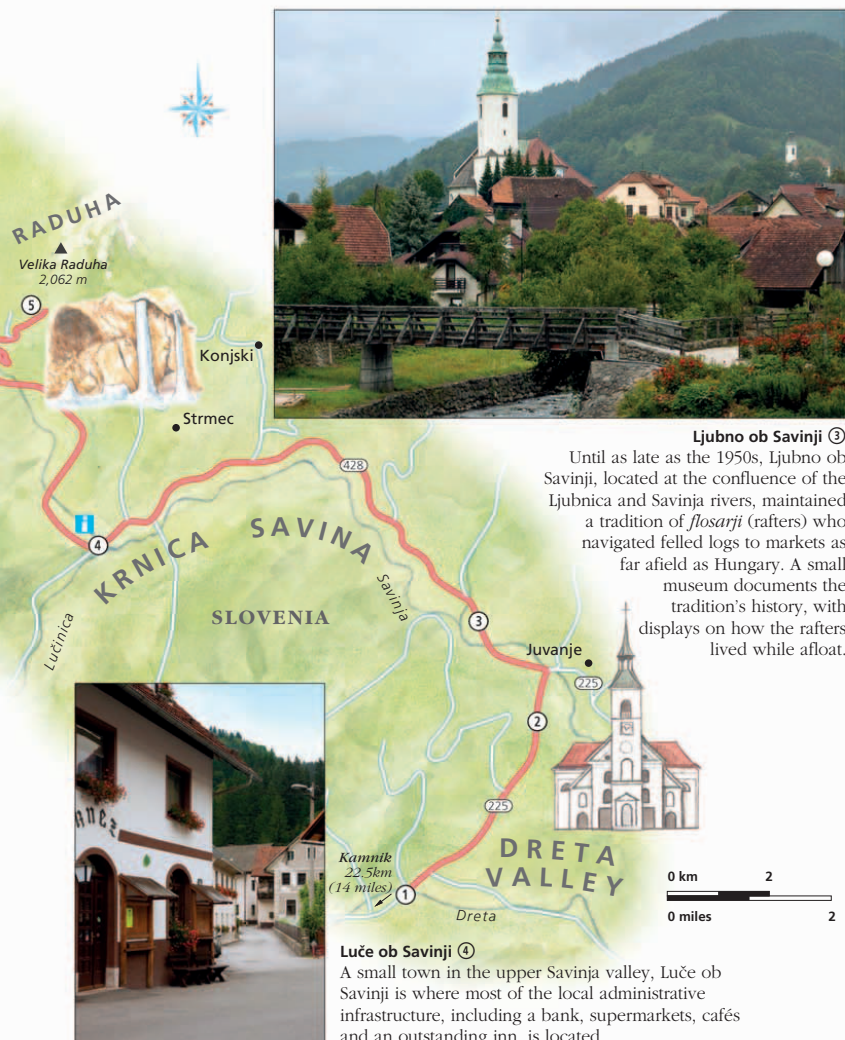 RADUHA
Velika Raduha
2,062 m
5
Konjski
Strmec
428
4
KRNICA SAVINA
Savinja
SLOVENIA
Lučinica
3
Juvanje
225
2
225
DRETA
VALLEY
Kamnik
22.5km
(14 miles)
1
Dreta
0 km 2
0 miles 2
Ljubno ob Savinji ③
Until as late as the 1950s, Ljubno ob
Savinji, located at the confluence of the
Ljubnica and Savinja rivers, maintained
a tradition of flosarji (rafters) who
navigated felled logs to markets as
far afield as Hungary. A small
museum documents the
tradition's history, with
displays on how the rafters
lived while afloat.
Luče ob Savinji ④
A small town in the upper Savinja valley, Luče ob
Savinji is where most of the local administrative
infrastructure, including a bank, supermarkets, cafés
and an outstanding inn, is located.